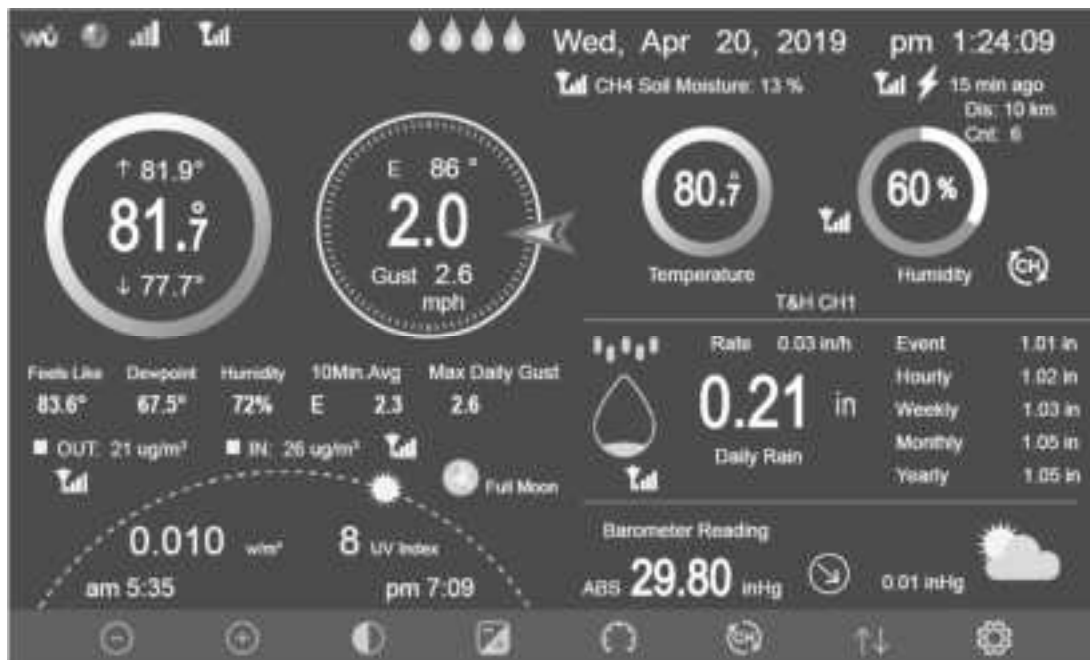 wu
Wed, Apr 20, 2019 pm 1:24:09
CH4 Soil Moisture: 13 %
15 min ago
Dis: 10 km
Cnt: 6
↑ 81.9°
81.7°
↓ 77.7°
E 86 °
2.0
Gust 2.6
mph
80.7°
60 %
Temperature
Humidity
CH
T&H CH1
Feels Like Dewpoint Humidity 10Min.Avg Max Daily Gust
83.6° 67.5° 72% E 2.3 2.6
OUT: 21 ug/m³ IN: 26 ug/m³
Full Moon
0.010 w/m² 8 UV Index
am 5:35 pm 7:09
Rate 0.03 in/h
0.21 in
Daily Rain
Event 1.01 in
Hourly 1.02 in
Weekly 1.03 in
Monthly 1.05 in
Yearly 1.05 in
Barometer Reading
ABS 29.80 inHg
0.01 inHg
CH